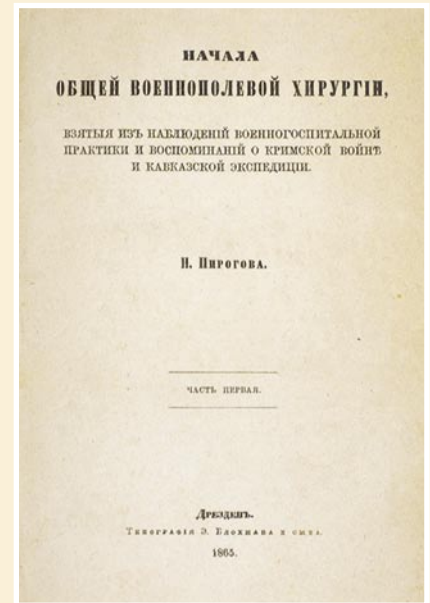 НАЧАЛА
ОБЩЕЙ ВОЕННОПОЛЕВОЙ ХИРУРГІИ,
ВЗЯТЫЯ ИЗЪ НАБЛЮДЕНІЙ ВОЕННОГОСПИТАЛЬНОЙ
ПРАКТИКИ И ВОСПОМИНАНІЙ О КРИМСКОЙ ВОЙНѢ
И КАВКАЗСКОЙ ЭКСПЕДИЦІИ.
Н. ПИРОГОВА.
ЧАСТЬ ПЕРВАЯ.
ДРЕЗДЕНЪ.
ТИПОГРАФІЯ Э. БЛОХМАНА И СЫНА.
1865.